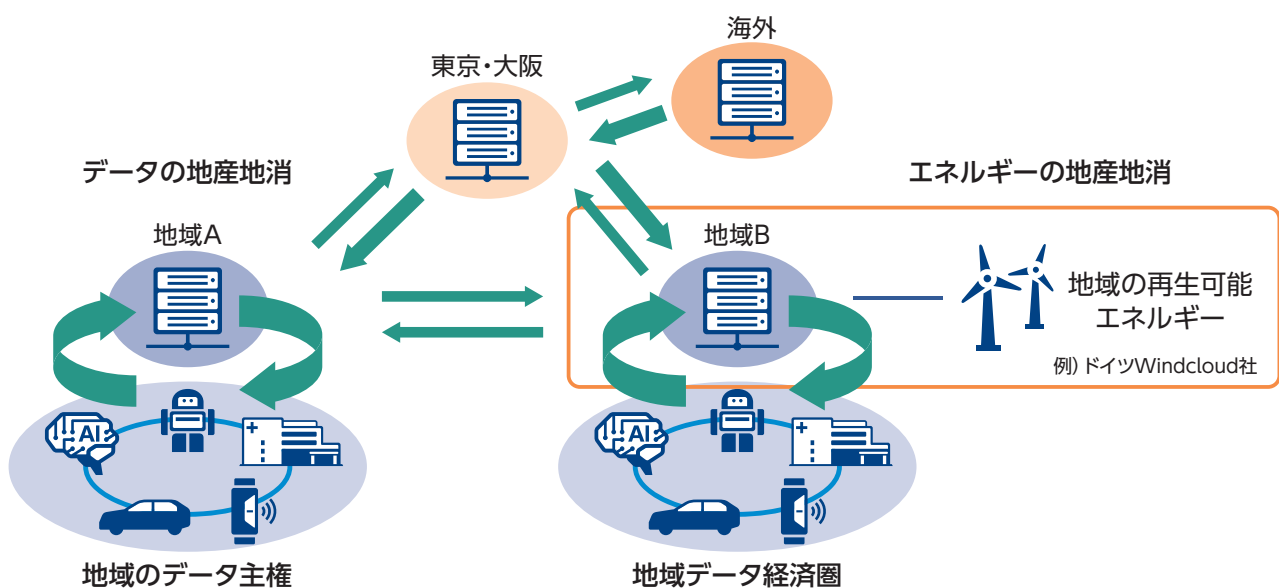 海外
東京・大阪
データの地産地消
エネルギーの地産地消
地域A
地域B
地域の再生可能
エネルギー
例）ドイツWindcloud社
AI
AI
地域のデータ主権
地域データ経済圏